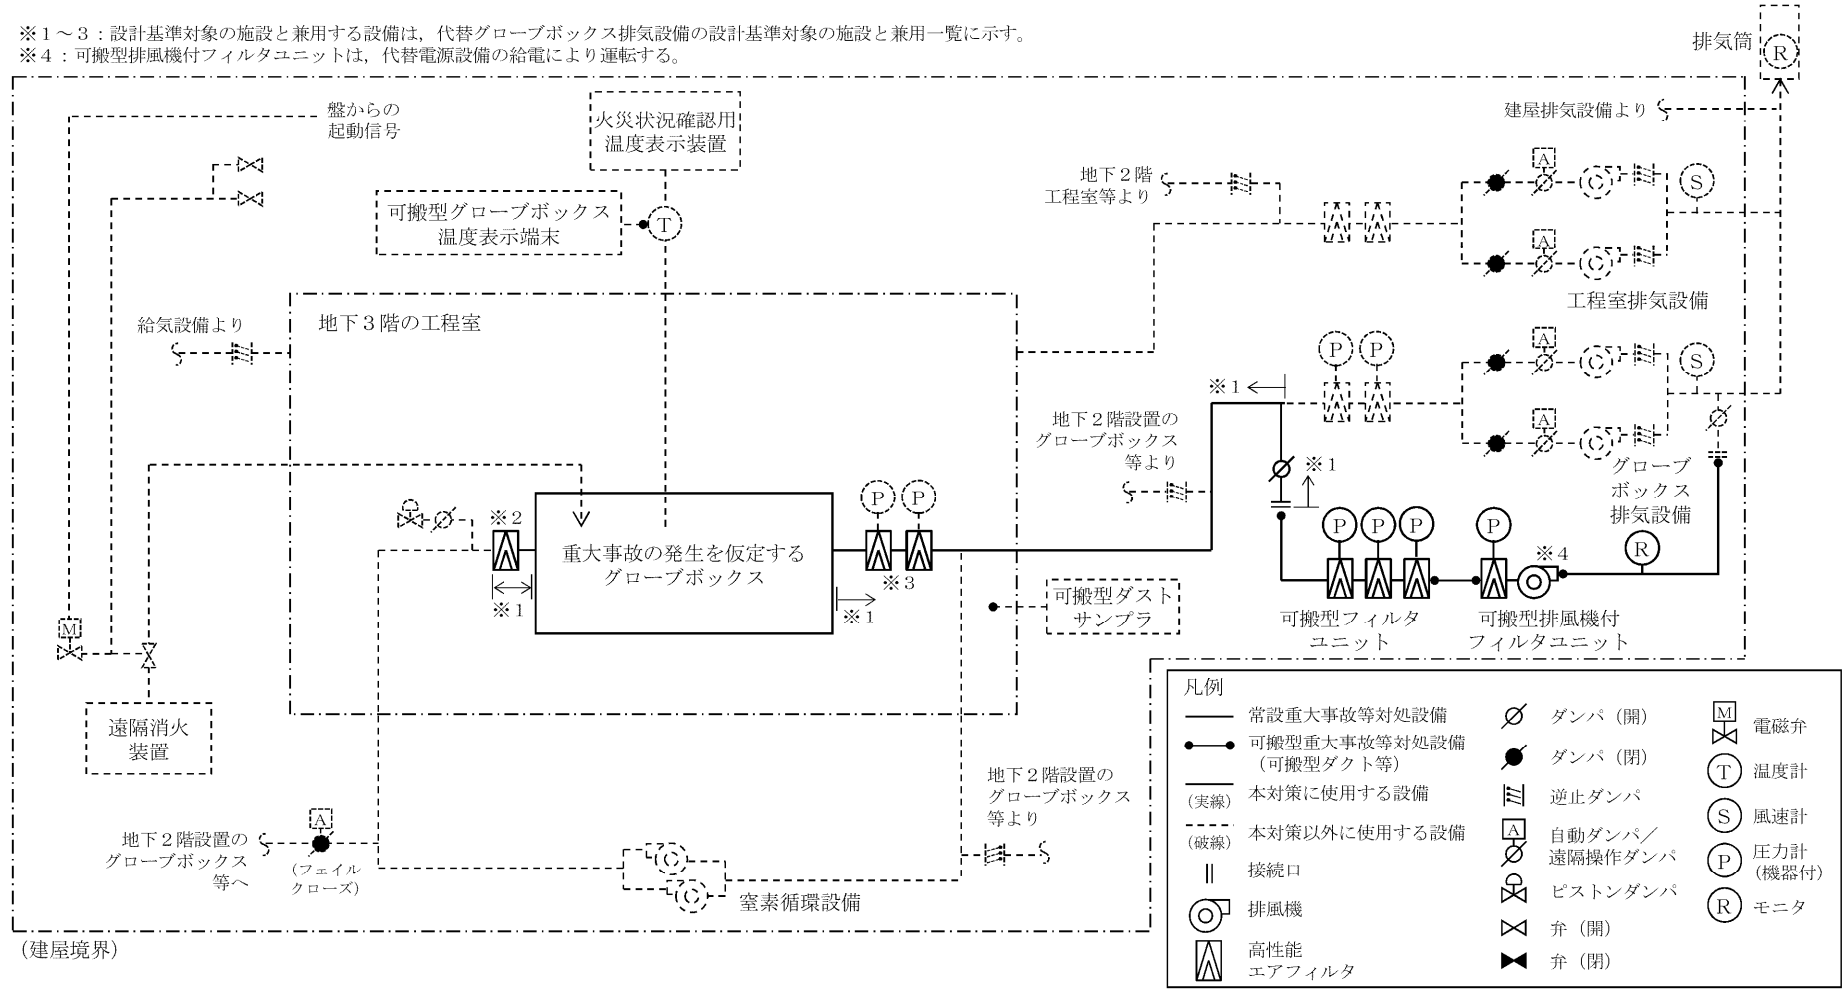 ※1～3：設計基準対象の施設と兼用する設備は，代替グローブボックス排気設備の設計基準対象の施設と兼用一覧に示す。
※4：可搬型排風機付フィルタユニットは，代替電源設備の給電により運転する。
排気筒
R
盤からの
起動信号
火災状況確認用
温度表示装置
建屋排気設備より
可搬型グローブボックス
温度表示端末
T
地下2階
工程室等より
A
S
A
工程室排気設備
給気設備より
地下3階の工程室
P
P
A
S
※1
A
地下2階設置の
グローブボックス
等より
※1
グローブ
ボックス
排気設備
P
P
※2
重大事故の発生を仮定する
グローブボックス
※3
※1
※1
P
P
P
P
※4
R
可搬型ダスト
サンプラ
可搬型フィルタ
ユニット
可搬型排風機付
フィルタユニット
M
遠隔消火
装置
地下2階設置の
グローブボックス
等より
A
地下2階設置の
グローブボックス
等へ
（フェイル
クローズ）
窒素循環設備
（建屋境界）
凡例
常設重大事故等対処設備
可搬型重大事故等対処設備
（可搬型ダクト等）
（実線）
本対策に使用する設備
（破線）
本対策以外に使用する設備
接続口
排風機
高性能
エアフィルタ
ダンパ（開）
ダンパ（閉）
逆止ダンパ
A
自動ダンパ／
遠隔操作ダンパ
ピストンダンパ
弁（開）
弁（閉）
M
電磁弁
T
温度計
S
風速計
P
圧力計
（機器付）
R
モニタ